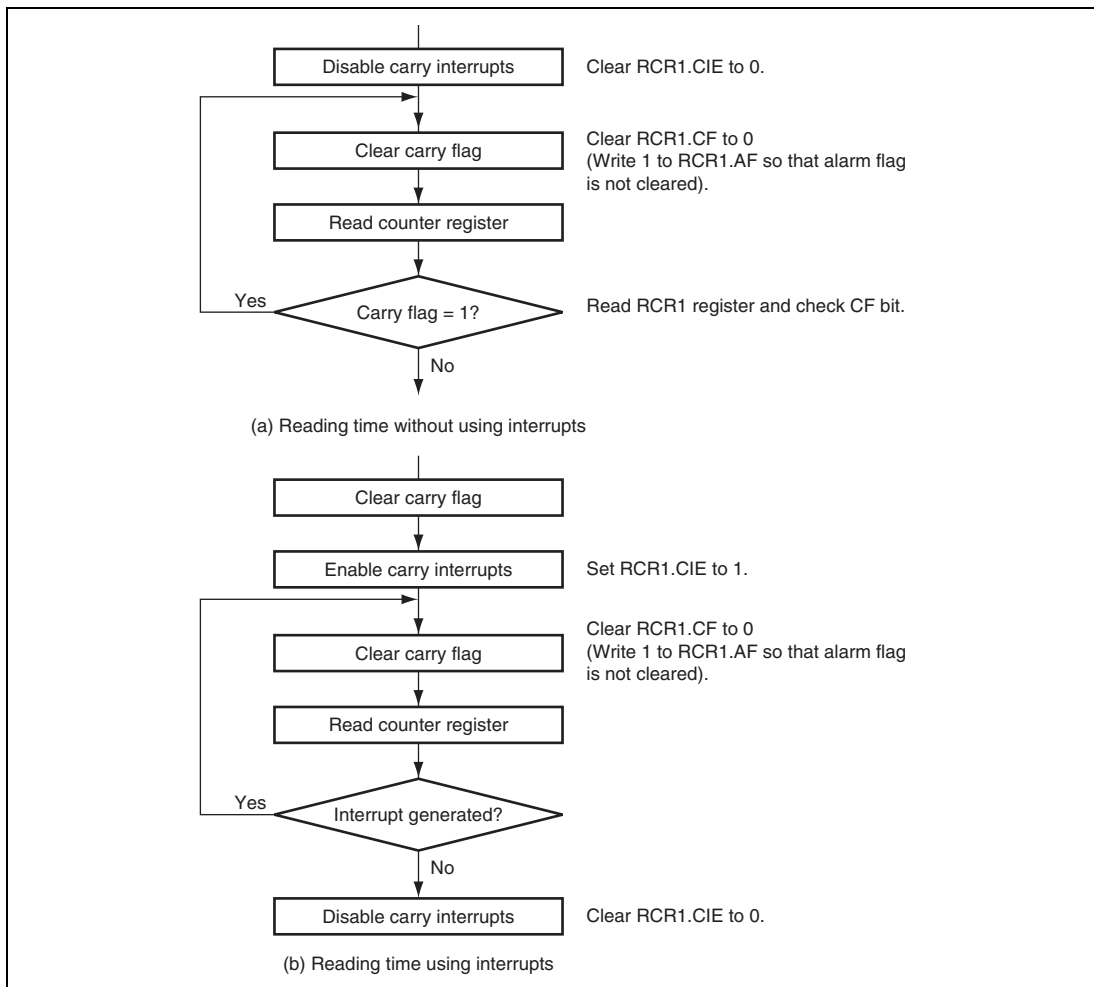 Disable carry interrupts
Clear RCR1.CIE to 0.
Clear carry flag
Clear RCR1.CF to 0
(Write 1 to RCR1.AF so that alarm flag
is not cleared).
Read counter register
Yes
Carry flag = 1?
Read RCR1 register and check CF bit.
No
(a) Reading time without using interrupts
Clear carry flag
Enable carry interrupts
Set RCR1.CIE to 1.
Clear carry flag
Clear RCR1.CF to 0
(Write 1 to RCR1.AF so that alarm flag
is not cleared).
Read counter register
Yes
Interrupt generated?
No
Disable carry interrupts
Clear RCR1.CIE to 0.
(b) Reading time using interrupts